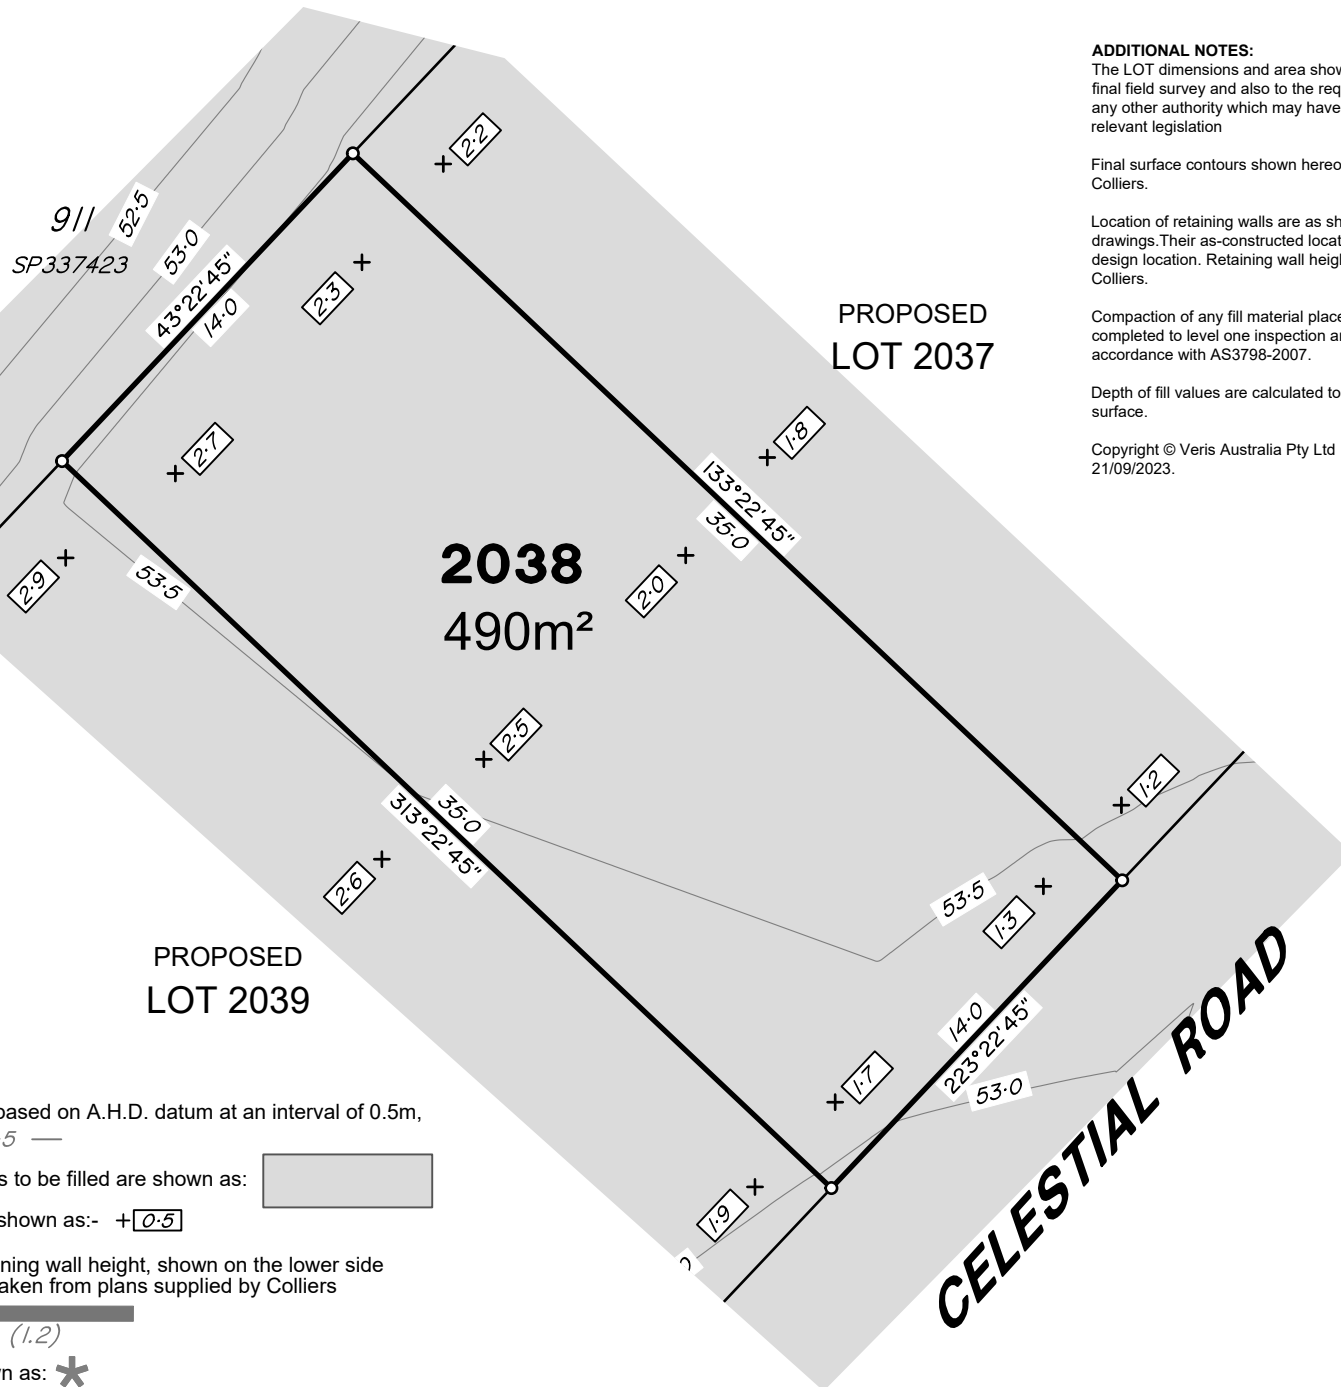 ADDITIONAL NOTES:
The LOT dimensions and area show
final field survey and also to the req
any other authority which may have
relevant legislation
Final surface contours shown hereo
Colliers.
Location of retaining walls are as sh
drawings.Their as-constructed locat
design location. Retaining wall heigh
Colliers.
Compaction of any fill material place
completed to level one inspection an
accordance with AS3798-2007.
Depth of fill values are calculated to
surface.
Copyright © Veris Australia Pty Ltd
21/09/2023.
2·2
911
SP337423
52·5
53·0
43°22'45"
14·0
2·3
PROPOSED
LOT 2037
2·7
1·8
133°22'45"
35·0
2·9
53·5
2038
490m²
2·0
2·5
35·0
313°22'45"
2·6
1·2
53·5
1·3
PROPOSED
LOT 2039
14·0
223°22'45"
53·0
1·7
1·9
CELESTIAL ROAD
based on A.H.D. datum at an interval of 0.5m,
5
s to be filled are shown as:
shown as:- +0·5
ning wall height, shown on the lower side
aken from plans supplied by Colliers
(1.2)
n as: